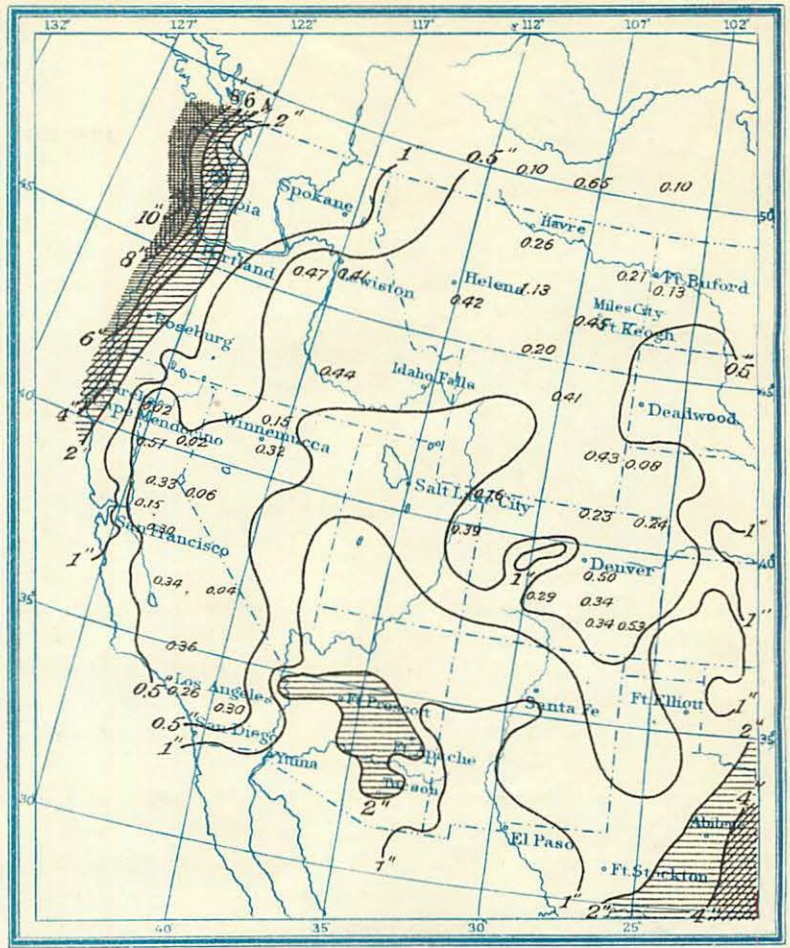 132° 127° 122° 117° 112° 107° 102°
86 4
2"
1" 0.5" 0.10
0.65 0.10
45
Spokane
10" Olympia
50
Havre
8" Portland
0.26
0.47 0.41 Lewiston
Helena 1.13
0.21 Ft. Buford
0.13
0.42
Miles City
6" Roseburg
0.45 Ft. Keogh
0.20
0.5"
0.44 Idaho Falls
45
40
0.41
4" 0.02
Cape Mendocino
Deadwood
0.15
Winnemucca
2" 0.51 0.02
0.32
0.43 0.08
0.33 0.06
Salt Lake City
0.76
0.15
0.23 0.24
0.30
San Francisco
0.39
1"
1"
Denver
40
1"
0.50
0.34 0.04
0.29 0.34
35
0.34 0.53
1"
0.36
0.5" 0.26 Los Angeles
Ft. Prescott
Santa Fe
Ft. Elliott
1"
0.30
0.5" San Diego
2"
35
1"
Yuma
Ft. Apache
Tucson
30
2"
4"
Abilene
El Paso
1"
Ft. Stockton
1"
2" 4"
40 35° 30° 25°